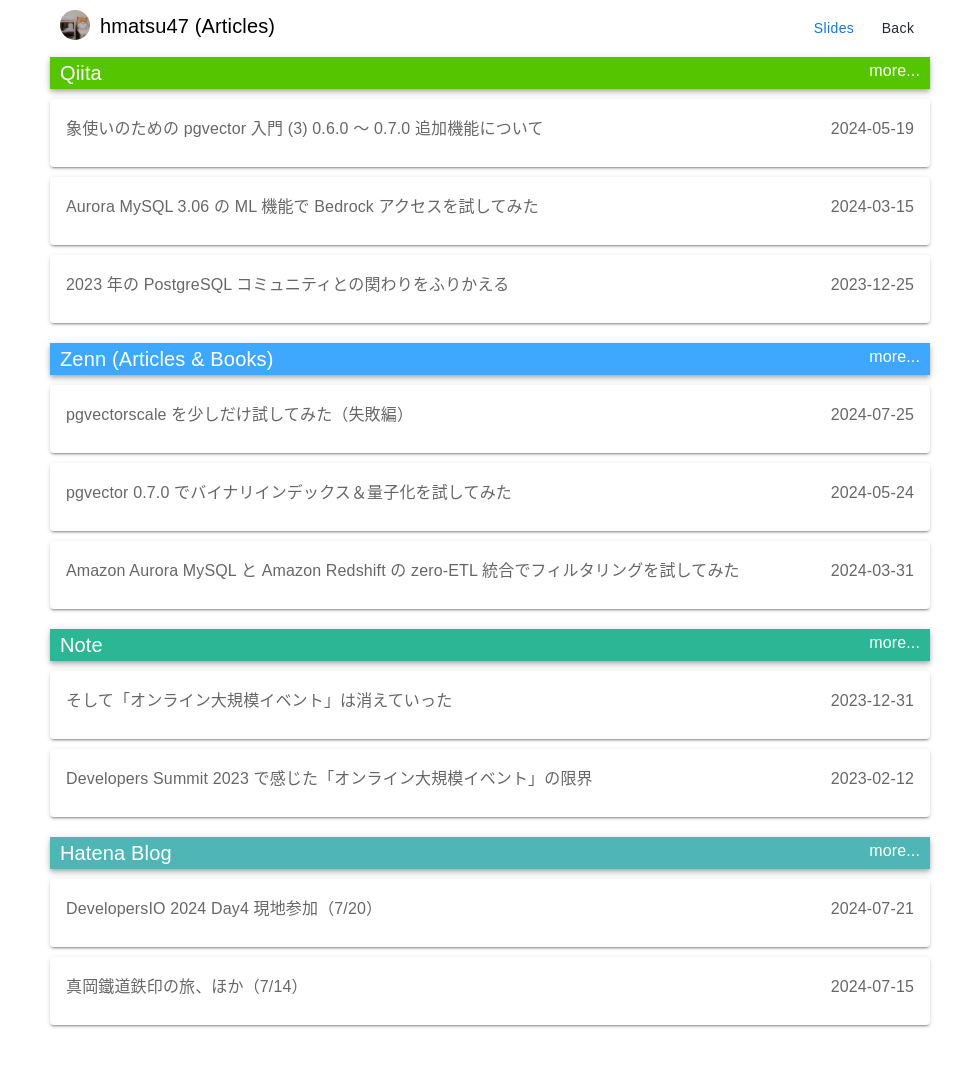 hmatsu47 (Articles) Slides Back
Qiita more...
象使いのための pgvector 入門 (3) 0.6.0 〜 0.7.0 追加機能について 2024-05-19
Aurora MySQL 3.06 の ML 機能で Bedrock アクセスを試してみた 2024-03-15
2023 年の PostgreSQL コミュニティとの関わりをふりかえる 2023-12-25
Zenn (Articles & Books) more...
pgvectorscale を少しだけ試してみた（失敗編） 2024-07-25
pgvector 0.7.0 でバイナリインデックス＆量子化を試してみた 2024-05-24
Amazon Aurora MySQL と Amazon Redshift の zero-ETL 統合でフィルタリングを試してみた 2024-03-31
Note more...
そして「オンライン大規模イベント」は消えていった 2023-12-31
Developers Summit 2023 で感じた「オンライン大規模イベント」の限界 2023-02-12
Hatena Blog more...
DevelopersIO 2024 Day4 現地参加（7/20） 2024-07-21
真岡鐵道鉄印の旅、ほか（7/14） 2024-07-15